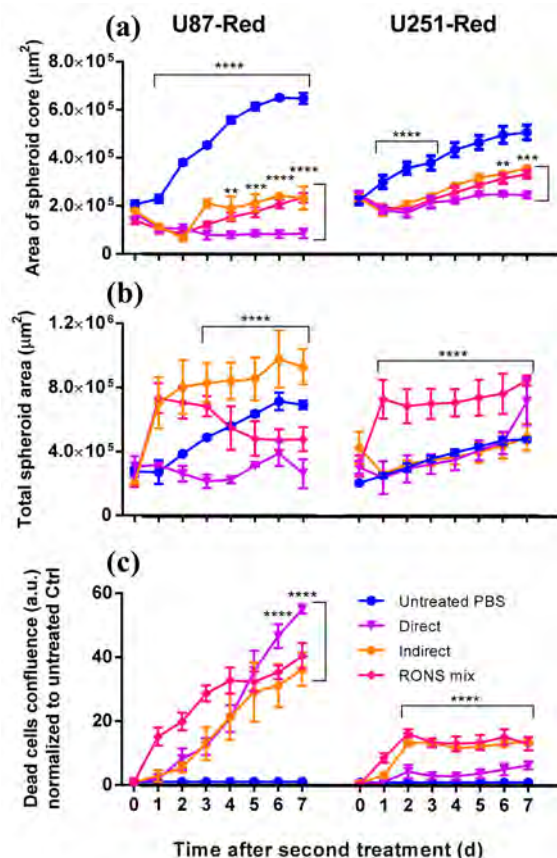 U87-Red U251-Red
(a)
Area of spheroid core (µm²)
8.0×10⁵
6.0×10⁵
4.0×10⁵
2.0×10⁵
0
****
** *** **** ****
****
** ***
(b)
Total spheroid area (µm²)
1.2×10⁶
8.0×10⁵
4.0×10⁵
0
****
****
(c)
Dead cells confluence (a.u.)
normalized to untreated Ctrl
60
40
20
0
**** ****
Untreated PBS
Direct
Indirect
RONS mix
****
0 1 2 3 4 5 6 7 0 1 2 3 4 5 6 7
Time after second treatment (d)